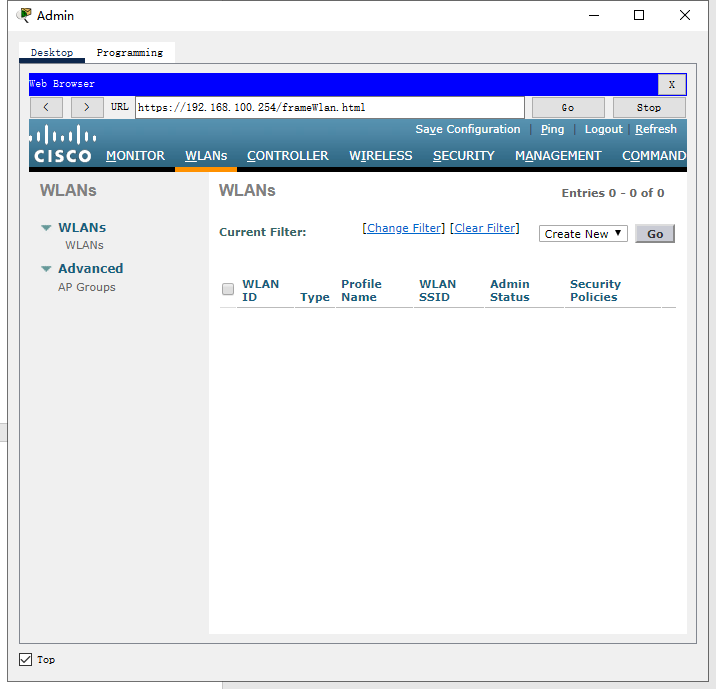 Admin
Desktop Programming
Web Browser X
< > URL https://192.168.100.254/frameWlan.html Go Stop
Save Configuration | Ping | Logout | Refresh
CISCO MONITOR WLANs CONTROLLER WIRELESS SECURITY MANAGEMENT COMMAND
WLANs
WLANs
WLANs
Advanced
AP Groups
WLANs
Entries 0 - 0 of 0
Current Filter: [Change Filter] [Clear Filter] Create New Go
WLAN ID Type Profile Name WLAN SSID Admin Status Security Policies
Top